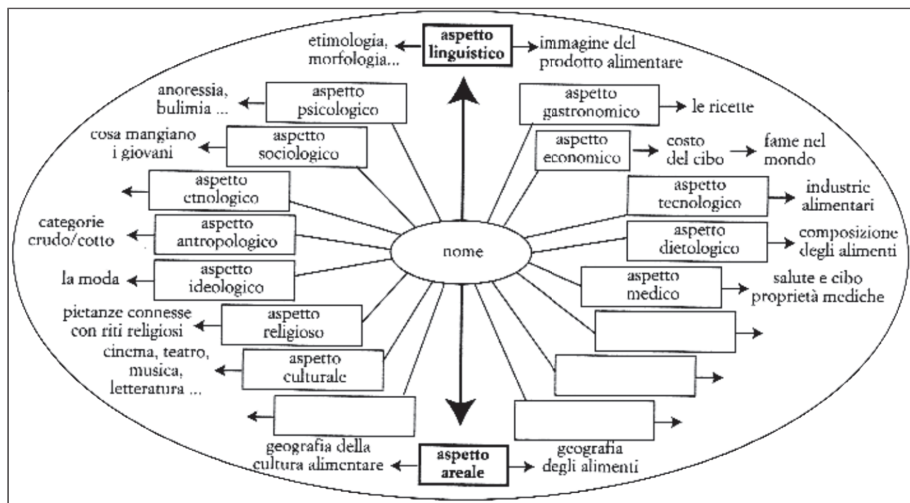 etimologia,
morfologia...
aspetto
linguistico
immagine del
prodotto alimentare
anoressia,
bulimia ...
aspetto
psicologico
aspetto
gastronomico
le ricette
cosa mangiano
i giovani
aspetto
sociologico
aspetto
economico
costo
del cibo
fame nel
mondo
aspetto
etnologico
aspetto
tecnologico
industrie
alimentari
categorie
crudo/cotto
aspetto
antropologico
nome
aspetto
dietologico
composizione
degli alimenti
la moda
aspetto
ideologico
aspetto
medico
salute e cibo
proprietà mediche
pietanze connesse
con riti religiosi
aspetto
religioso
cinema, teatro,
musica,
letteratura ...
aspetto
culturale
geografia della
cultura alimentare
aspetto
areale
geografia
degli alimenti